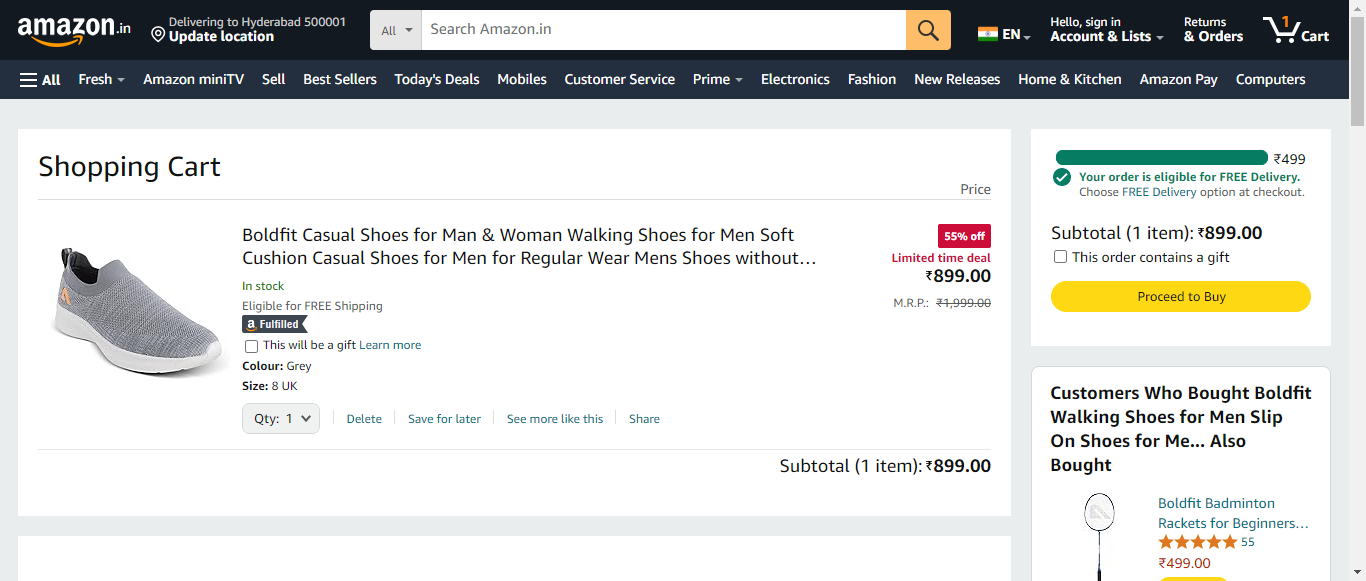 amazon.in
Delivering to Hyderabad 500001
Update location
All
Search Amazon.in
EN
Hello, sign in
Account & Lists
Returns
& Orders
1
Cart
All
Fresh
Amazon miniTV
Sell
Best Sellers
Today's Deals
Mobiles
Customer Service
Prime
Electronics
Fashion
New Releases
Home & Kitchen
Amazon Pay
Computers
Shopping Cart
Price
Boldfit Casual Shoes for Man & Woman Walking Shoes for Men Soft
Cushion Casual Shoes for Men for Regular Wear Mens Shoes without…
In stock
Eligible for FREE Shipping
a Fulfilled
This will be a gift Learn more
Colour: Grey
Size: 8 UK
Qty: 1
Delete
Save for later
See more like this
Share
55% off
Limited time deal
₹899.00
M.R.P.: ₹1,999.00
Subtotal (1 item): ₹899.00
₹499
Your order is eligible for FREE Delivery.
Choose FREE Delivery option at checkout.
Subtotal (1 item): ₹899.00
This order contains a gift
Proceed to Buy
Customers Who Bought Boldfit
Walking Shoes for Men Slip
On Shoes for Me... Also
Bought
Boldfit Badminton
Rackets for Beginners…
55
₹499.00